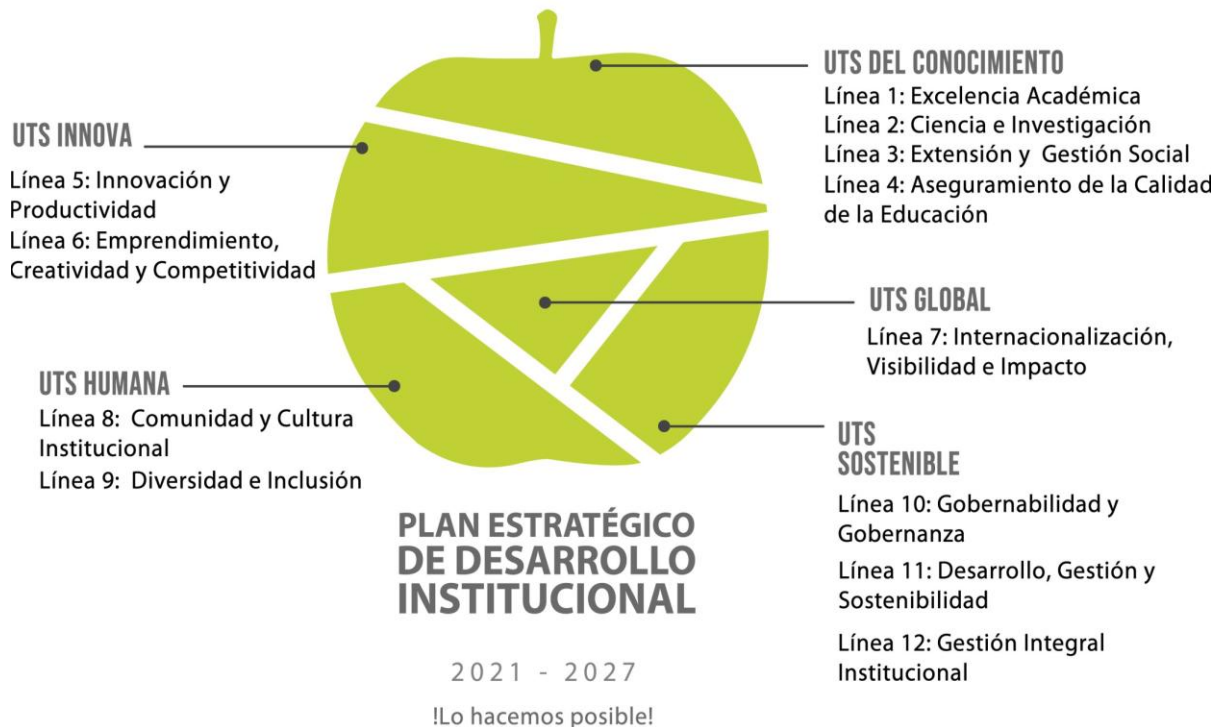 UTS DEL CONOCIMIENTO
Línea 1: Excelencia Académica
Línea 2: Ciencia e Investigación
Línea 3: Extensión y Gestión Social
Línea 4: Aseguramiento de la Calidad
de la Educación
UTS INNOVA
Línea 5: Innovación y
Productividad
Línea 6: Emprendimiento,
Creatividad y Competitividad
UTS GLOBAL
Línea 7: Internacionalización,
Visibilidad e Impacto
UTS HUMANA
Línea 8: Comunidad y Cultura
Institucional
Línea 9: Diversidad e Inclusión
UTS
SOSTENIBLE
Línea 10: Gobernabilidad y
Gobernanza
Línea 11: Desarrollo, Gestión y
Sostenibilidad
Línea 12: Gestión Integral
Institucional
PLAN ESTRATÉGICO
DE DESARROLLO
INSTITUCIONAL
2021 - 2027
!Lo hacemos posible!